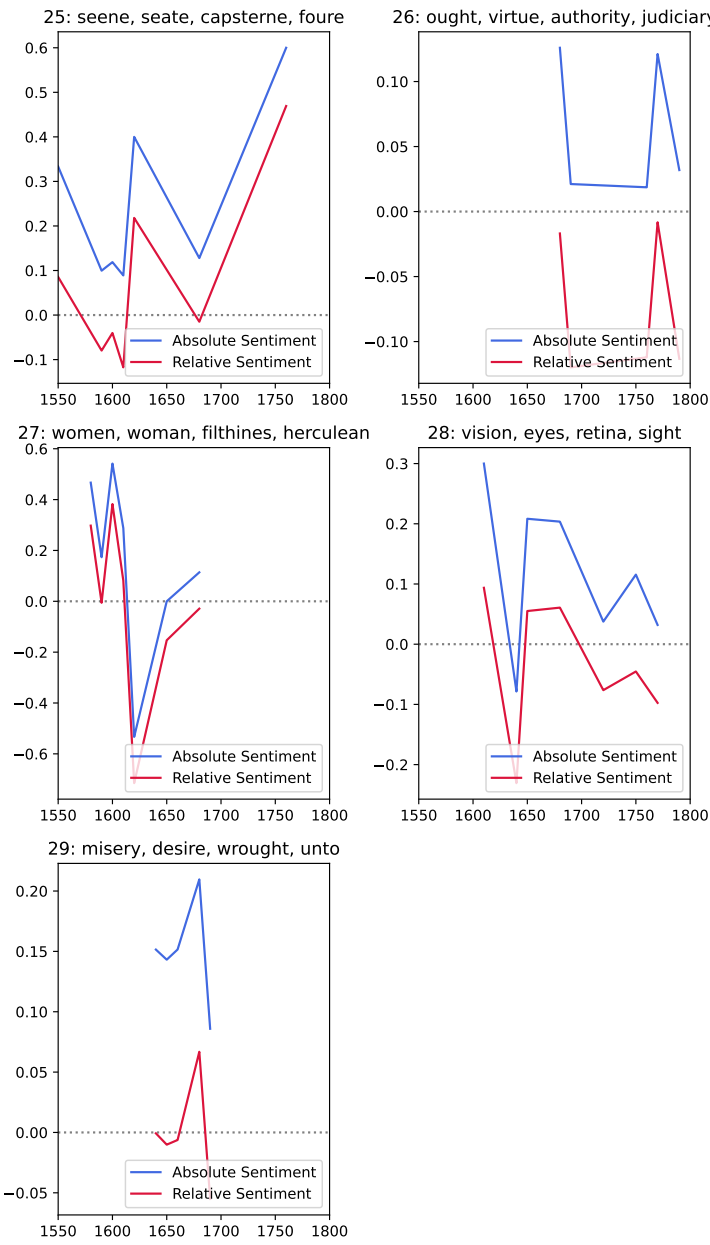 25: seene, seate, capsterne, foure
0.6
0.5
0.4
0.3
0.2
0.1
0.0
−0.1
Absolute Sentiment
Relative Sentiment
1550 1600 1650 1700 1750 1800
26: ought, virtue, authority, judiciary
0.10
0.05
0.00
−0.05
−0.10
Absolute Sentiment
Relative Sentiment
1550 1600 1650 1700 1750 1800
27: women, woman, filthines, herculean
0.6
0.4
0.2
0.0
−0.2
−0.4
−0.6
Absolute Sentiment
Relative Sentiment
1550 1600 1650 1700 1750 1800
28: vision, eyes, retina, sight
0.3
0.2
0.1
0.0
−0.1
−0.2
Absolute Sentiment
Relative Sentiment
1550 1600 1650 1700 1750 1800
29: misery, desire, wrought, unto
0.20
0.15
0.10
0.05
0.00
−0.05
Absolute Sentiment
Relative Sentiment
1550 1600 1650 1700 1750 1800